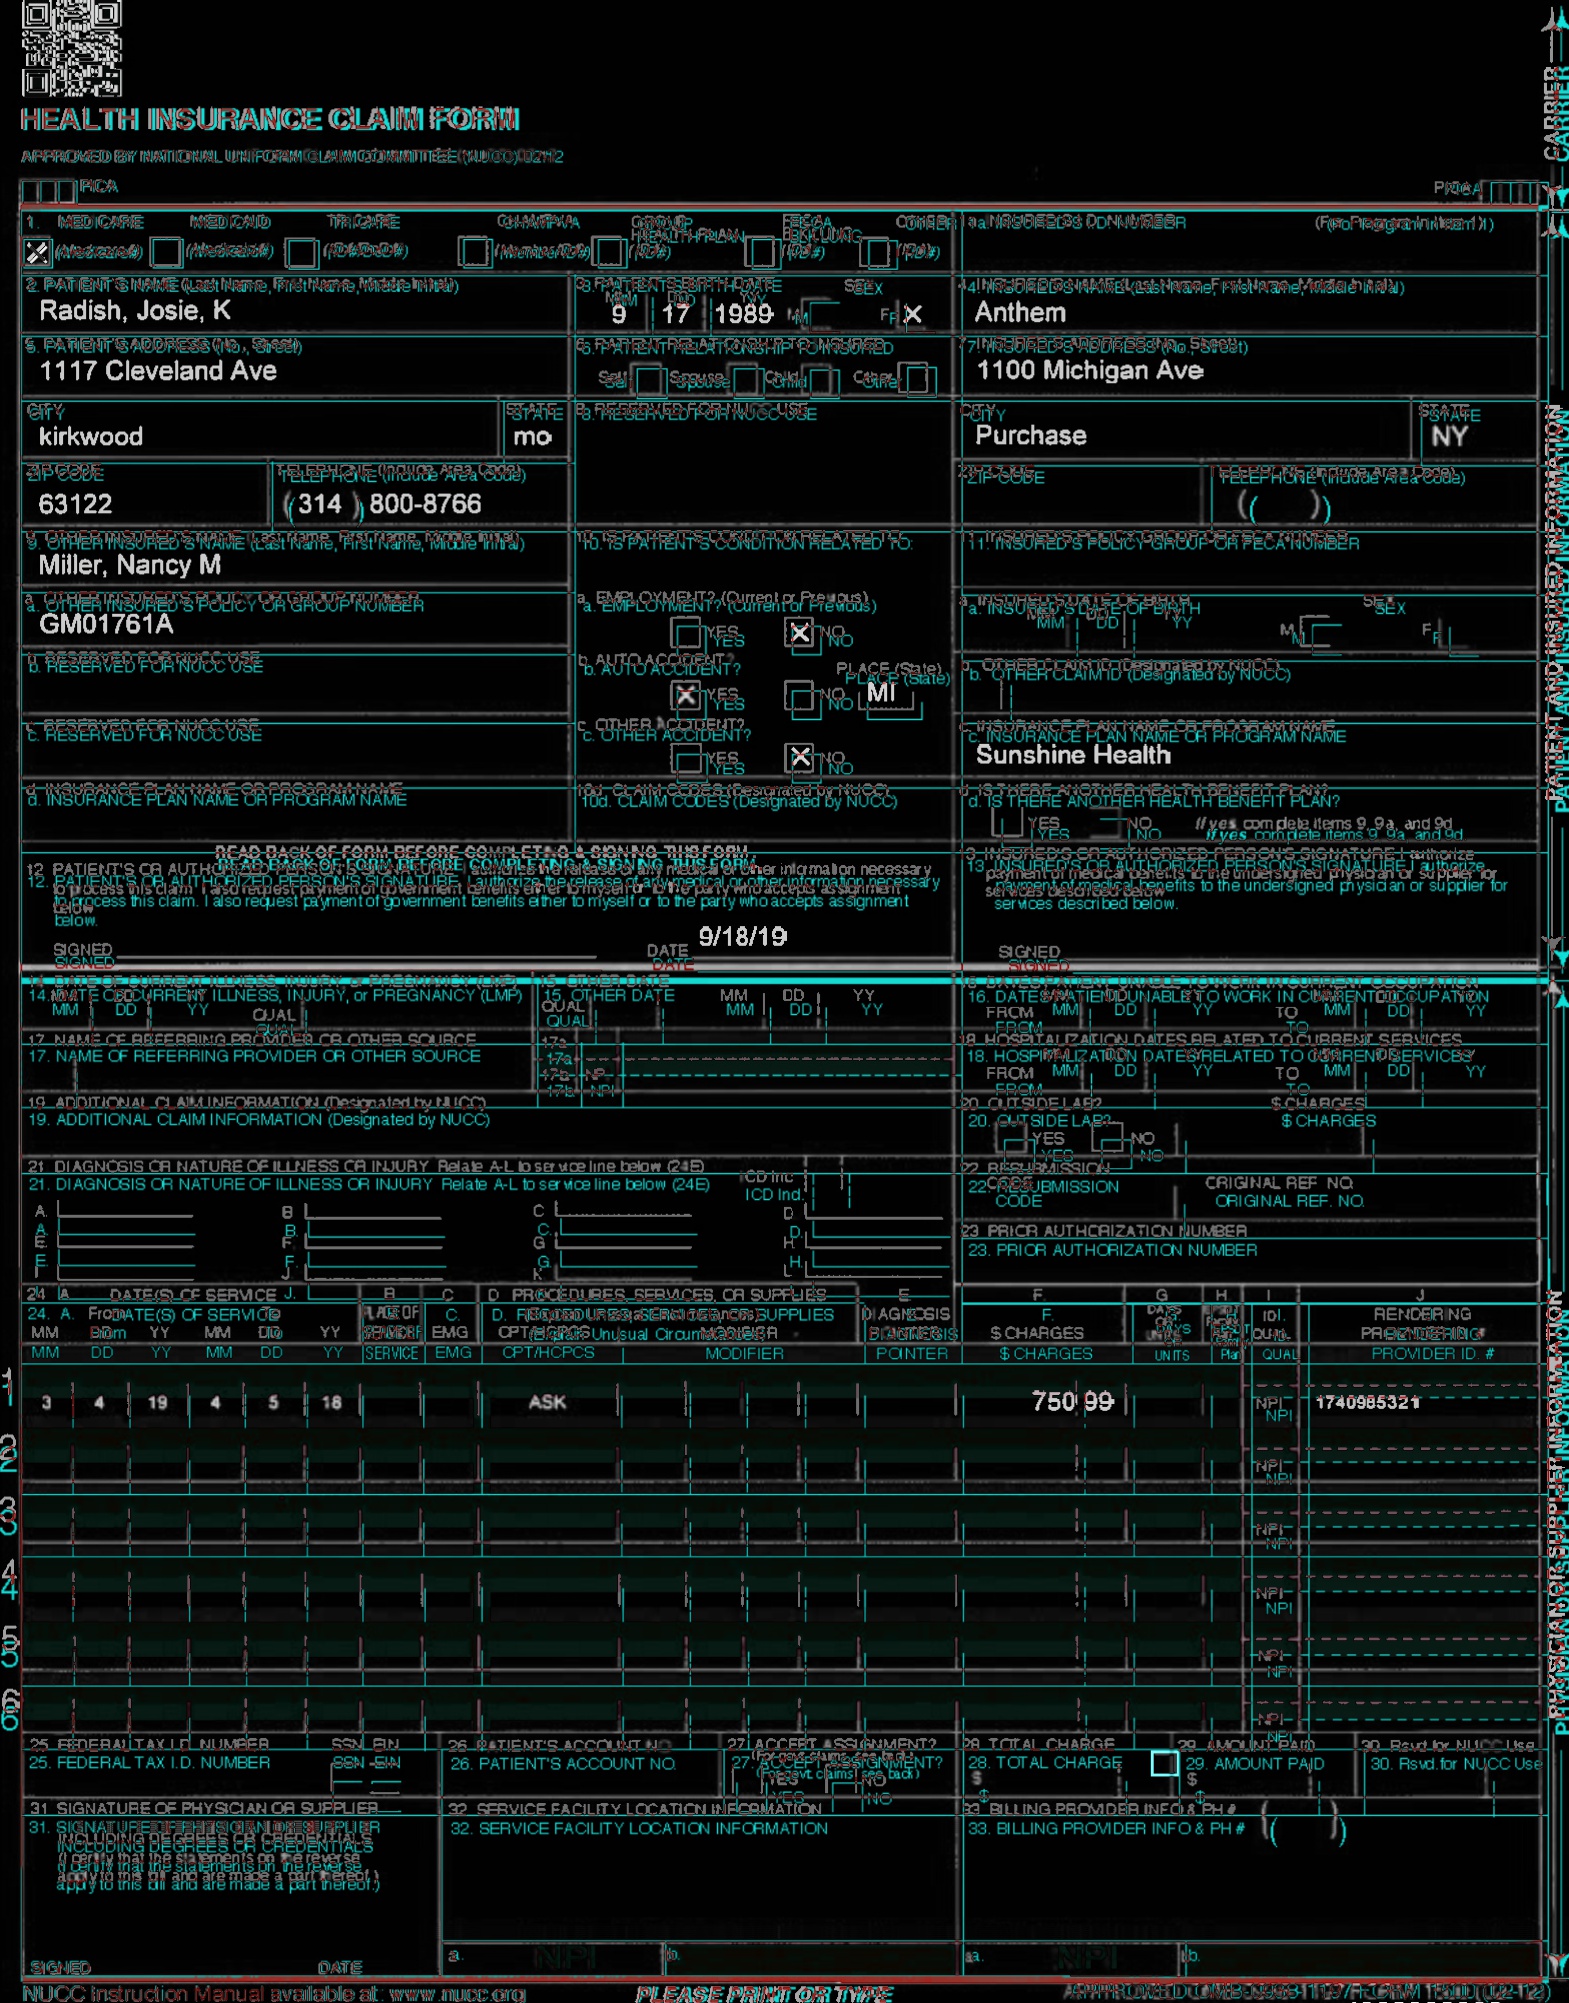 HEALTH INSURANCE CLAIM FORM
APPROVED BY NATIONAL UNIFORM CLAIM COMMITTEE (NUCC) 02/12
PICA PICA
CARRIER
1. MEDICARE MEDICAID TRICARE CHAMPVA GROUP HEALTH PLAN FECA BLK LUNG OTHER 1a. INSURED'S I.D. NUMBER (For Program in Item 1)
(Medicare#) (Medicaid#) (ID#/DoD#) (Member ID#) (ID#) (ID#) (ID#)
2. PATIENT'S NAME (Last Name, First Name, Middle Initial) 3. PATIENT'S BIRTH DATE SEX 4. INSURED'S NAME (Last Name, First Name, Middle Initial)
MM DD YY
Radish, Josie, K 9 17 1989 M F X Anthem
5. PATIENT'S ADDRESS (No., Street) 6. PATIENT RELATIONSHIP TO INSURED 7. INSURED'S ADDRESS (No., Street)
1117 Cleveland Ave Self Spouse Child Other 1100 Michigan Ave
CITY STATE 8. RESERVED FOR NUCC USE CITY STATE
kirkwood mo Purchase NY
ZIP CODE TELEPHONE (Include Area Code) ZIP CODE TELEPHONE (Include Area Code)
63122 (314) 800-8766 ( )
9. OTHER INSURED'S NAME (Last Name, First Name, Middle Initial) 10. IS PATIENT'S CONDITION RELATED TO: 11. INSURED'S POLICY GROUP OR FECA NUMBER
Miller, Nancy M
a. OTHER INSURED'S POLICY OR GROUP NUMBER a. EMPLOYMENT? (Current or Previous) a. INSURED'S DATE OF BIRTH SEX
MM DD YY M F
GM01761A YES X NO
b. RESERVED FOR NUCC USE b. AUTO ACCIDENT? PLACE (State) b. OTHER CLAIM ID (Designated by NUCC)
X YES NO MI
c. RESERVED FOR NUCC USE c. OTHER ACCIDENT? c. INSURANCE PLAN NAME OR PROGRAM NAME
YES X NO Sunshine Health
d. INSURANCE PLAN NAME OR PROGRAM NAME 10d. CLAIM CODES (Designated by NUCC) d. IS THERE ANOTHER HEALTH BENEFIT PLAN?
YES NO If yes, complete items 9, 9a, and 9d.
READ BACK OF FORM BEFORE COMPLETING & SIGNING THIS FORM.
12. PATIENT'S OR AUTHORIZED PERSON'S SIGNATURE I authorize the release of any medical or other information necessary
to process this claim. I also request payment of government benefits either to myself or to the party who accepts assignment
below.
13. INSURED'S OR AUTHORIZED PERSON'S SIGNATURE I authorize
payment of medical benefits to the undersigned physician or supplier for
services described below.
SIGNED DATE 9/18/19 SIGNED
PATIENT AND INSURED INFORMATION
14. DATE OF CURRENT ILLNESS, INJURY, or PREGNANCY (LMP) 15. OTHER DATE 16. DATES PATIENT UNABLE TO WORK IN CURRENT OCCUPATION
MM DD YY QUAL. QUAL. MM DD YY FROM MM DD YY TO MM DD YY
17. NAME OF REFERRING PROVIDER OR OTHER SOURCE 17a. 18. HOSPITALIZATION DATES RELATED TO CURRENT SERVICES
17b. NPI FROM MM DD YY TO MM DD YY
19. ADDITIONAL CLAIM INFORMATION (Designated by NUCC) 20. OUTSIDE LAB? $ CHARGES
YES NO
21. DIAGNOSIS OR NATURE OF ILLNESS OR INJURY Relate A-L to service line below (24E) ICD Ind. 22. RESUBMISSION CODE ORIGINAL REF. NO.
A. B. C. D.
E. F. G. H. 23. PRIOR AUTHORIZATION NUMBER
I. J. K. L.
24. A. DATE(S) OF SERVICE B. C. D. PROCEDURES, SERVICES, OR SUPPLIES E. F. G. H. I. J.
From To PLACE OF (Explain Unusual Circumstances) DIAGNOSIS DAYS OR ID. RENDERING
MM DD YY MM DD YY SERVICE EMG CPT/HCPCS MODIFIER POINTER $ CHARGES UNITS Plan QUAL. PROVIDER ID. #
1 3 4 19 4 5 18 ASK 750 99 NPI 1740985321
2 NPI
3 NPI
4 NPI
5 NPI
6 NPI
PHYSICIAN OR SUPPLIER INFORMATION
25. FEDERAL TAX I.D. NUMBER SSN EIN 26. PATIENT'S ACCOUNT NO. 27. ACCEPT ASSIGNMENT? 28. TOTAL CHARGE 29. AMOUNT PAID 30. Rsvd.for NUCC Use
(For govt. claims, see back)
YES NO $ $
31. SIGNATURE OF PHYSICIAN OR SUPPLIER 32. SERVICE FACILITY LOCATION INFORMATION 33. BILLING PROVIDER INFO & PH # ( )
INCLUDING DEGREES OR CREDENTIALS
(I certify that the statements on the reverse
apply to this bill and are made a part thereof.)
SIGNED DATE a. NPI b. a. NPI b.
NUCC Instruction Manual available at: www.nucc.org PLEASE PRINT OR TYPE